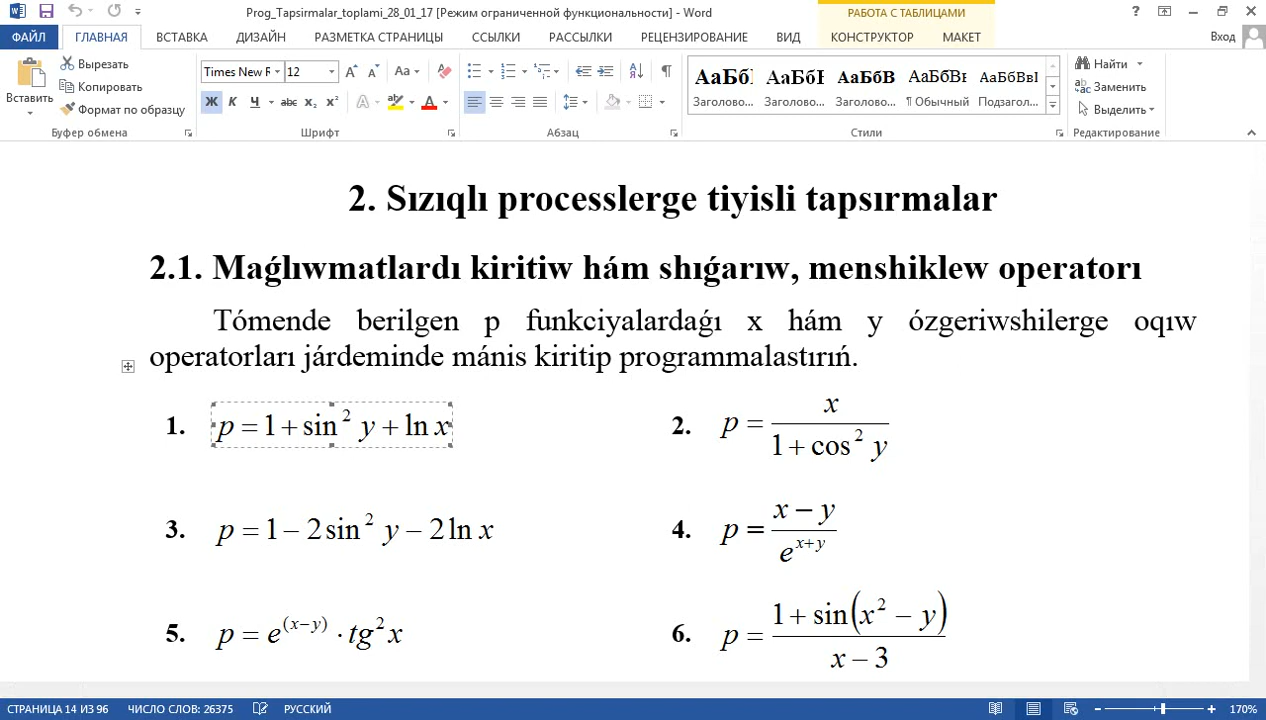 Prog_Tapsirmalar_toplami_28_01_17 [Режим ограниченной функциональности] - Word
РАБОТА С ТАБЛИЦАМИ
ФАЙЛ ГЛАВНАЯ ВСТАВКА ДИЗАЙН РАЗМЕТКА СТРАНИЦЫ ССЫЛКИ РАССЫЛКИ РЕЦЕНЗИРОВАНИЕ ВИД КОНСТРУКТОР МАКЕТ Вход
Вставить
Вырезать
Копировать
Формат по образцу
Буфер обмена
Times New R 12
Шрифт
Абзац
АаБбI АаБбІ АаБбВ АаБбВı АаБбВвІ
Заголово... Заголово... Заголово... ¶ Обычный Подзагол...
Стили
Найти
Заменить
Выделить
Редактирование
2. Sızıqlı processlerge tiyisli tapsırmalar
2.1. Maǵlıwmatlardı kiritiw hám shıǵarıw, menshiklew operatorı
Tómende berilgen p funkciyalardaǵı x hám y ózgeriwshilerge oqıw
operatorları járdeminde mánis kiritip programmalastırıń.
1. p = 1 + sin² y + ln x
2. p = x / (1 + cos² y)
3. p = 1 − 2 sin² y − 2 ln x
4. p = (x − y) / e^(x+y)
5. p = e^(x−y) · tg² x
6. p = (1 + sin(x² − y)) / (x − 3)
СТРАНИЦА 14 ИЗ 96 ЧИСЛО СЛОВ: 26375 РУССКИЙ 170%